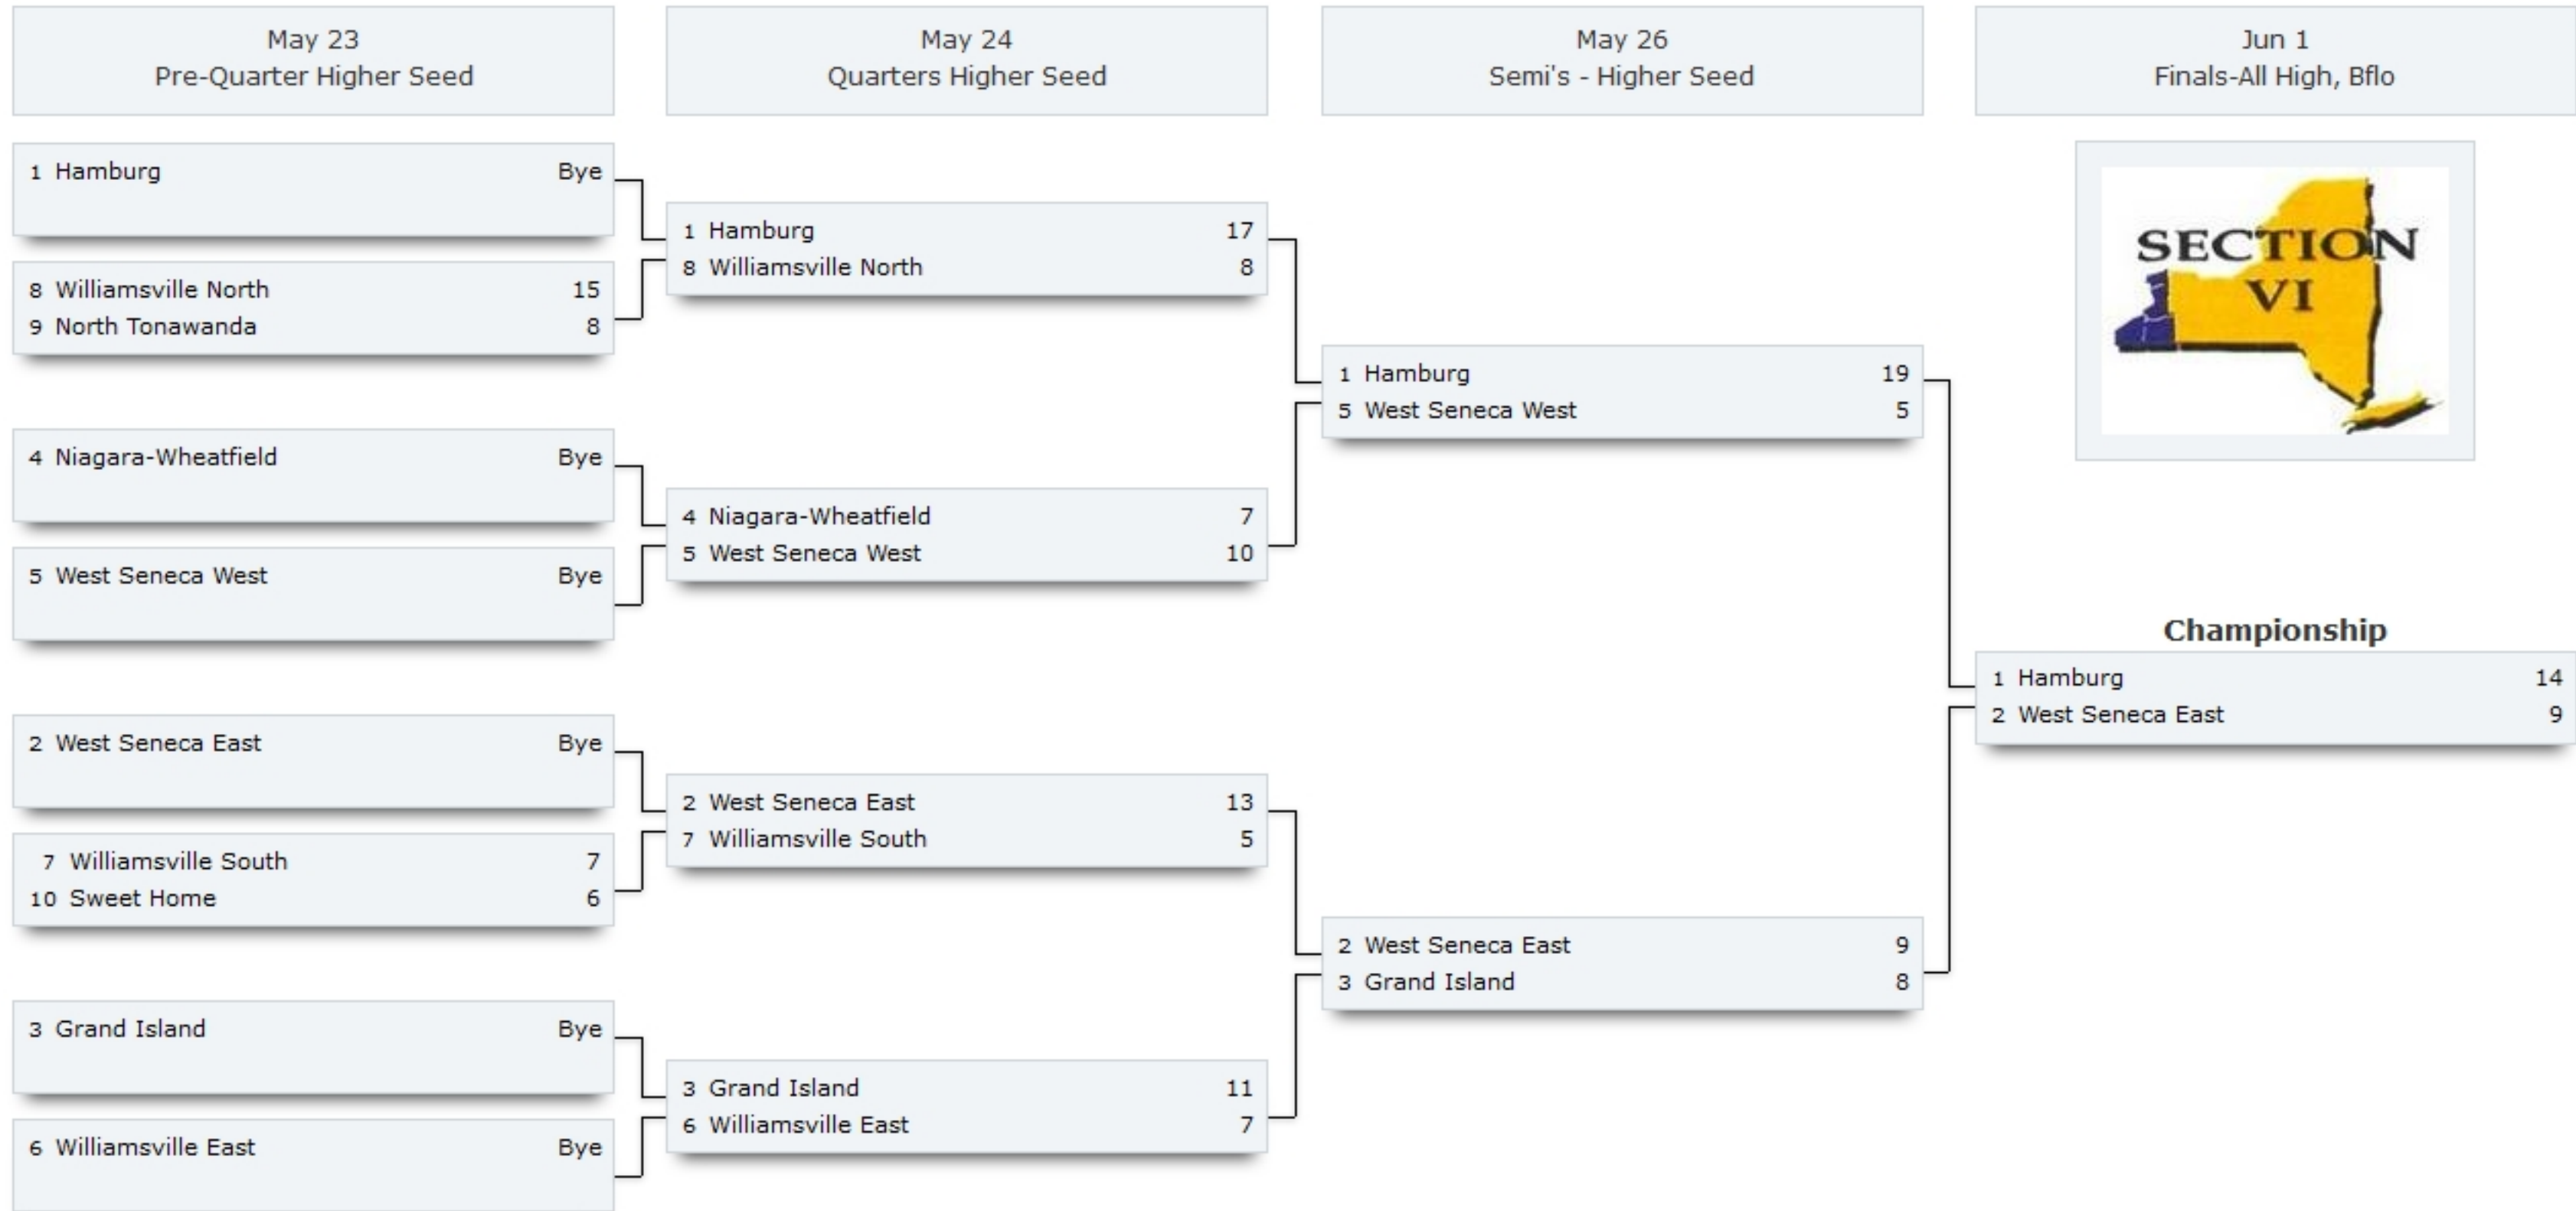 May 23
Pre-Quarter Higher Seed
May 24
Quarters Higher Seed
May 26
Semi's - Higher Seed
Jun 1
Finals-All High, Bflo
1 Hamburg Bye
8 Williamsville North 15
9 North Tonawanda 8
4 Niagara-Wheatfield Bye
5 West Seneca West Bye
2 West Seneca East Bye
7 Williamsville South 7
10 Sweet Home 6
3 Grand Island Bye
6 Williamsville East Bye
1 Hamburg 17
8 Williamsville North 8
4 Niagara-Wheatfield 7
5 West Seneca West 10
2 West Seneca East 13
7 Williamsville South 5
3 Grand Island 11
6 Williamsville East 7
1 Hamburg 19
5 West Seneca West 5
2 West Seneca East 9
3 Grand Island 8
SECTION
VI
Championship
1 Hamburg 14
2 West Seneca East 9